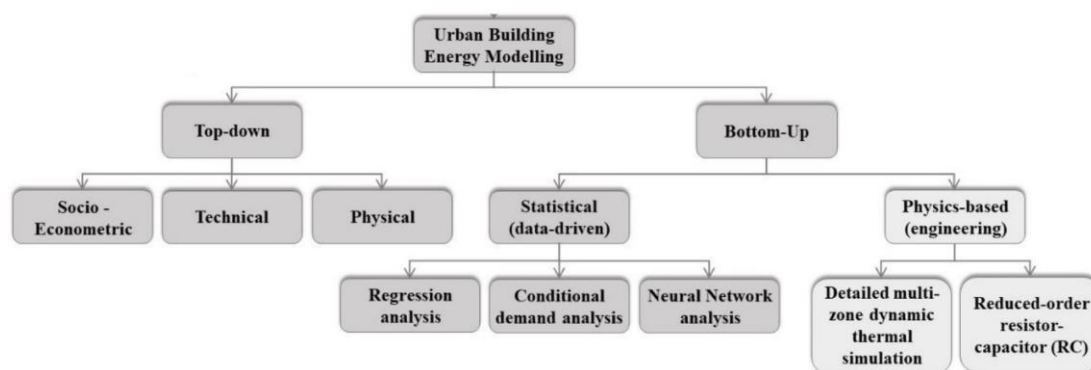 Urban Building
Energy Modelling
Top-down
Bottom-Up
Socio -
Econometric
Technical
Physical
Statistical
(data-driven)
Physics-based
(engineering)
Regression
analysis
Conditional
demand analysis
Neural Network
analysis
Detailed multi-
zone dynamic
thermal
simulation
Reduced-order
resistor-
capacitor (RC)